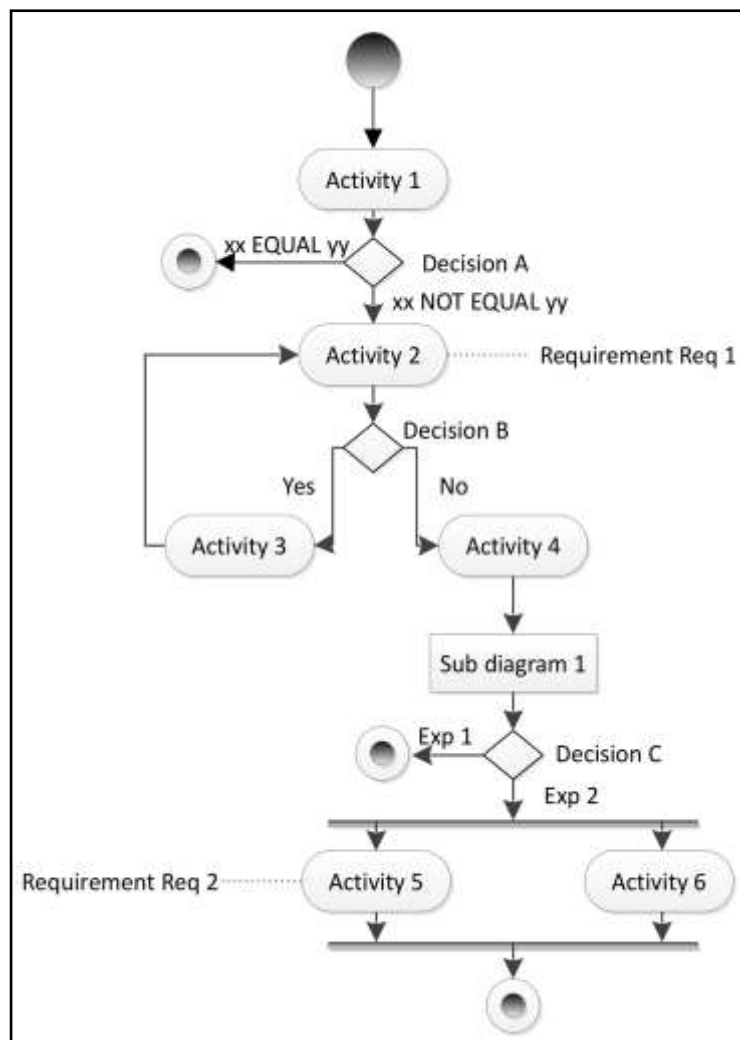 Activity 1
xx EQUAL yy
Decision A
xx NOT EQUAL yy
Activity 2
Requirement Req 1
Decision B
Yes
No
Activity 3
Activity 4
Sub diagram 1
Exp 1
Decision C
Exp 2
Requirement Req 2
Activity 5
Activity 6